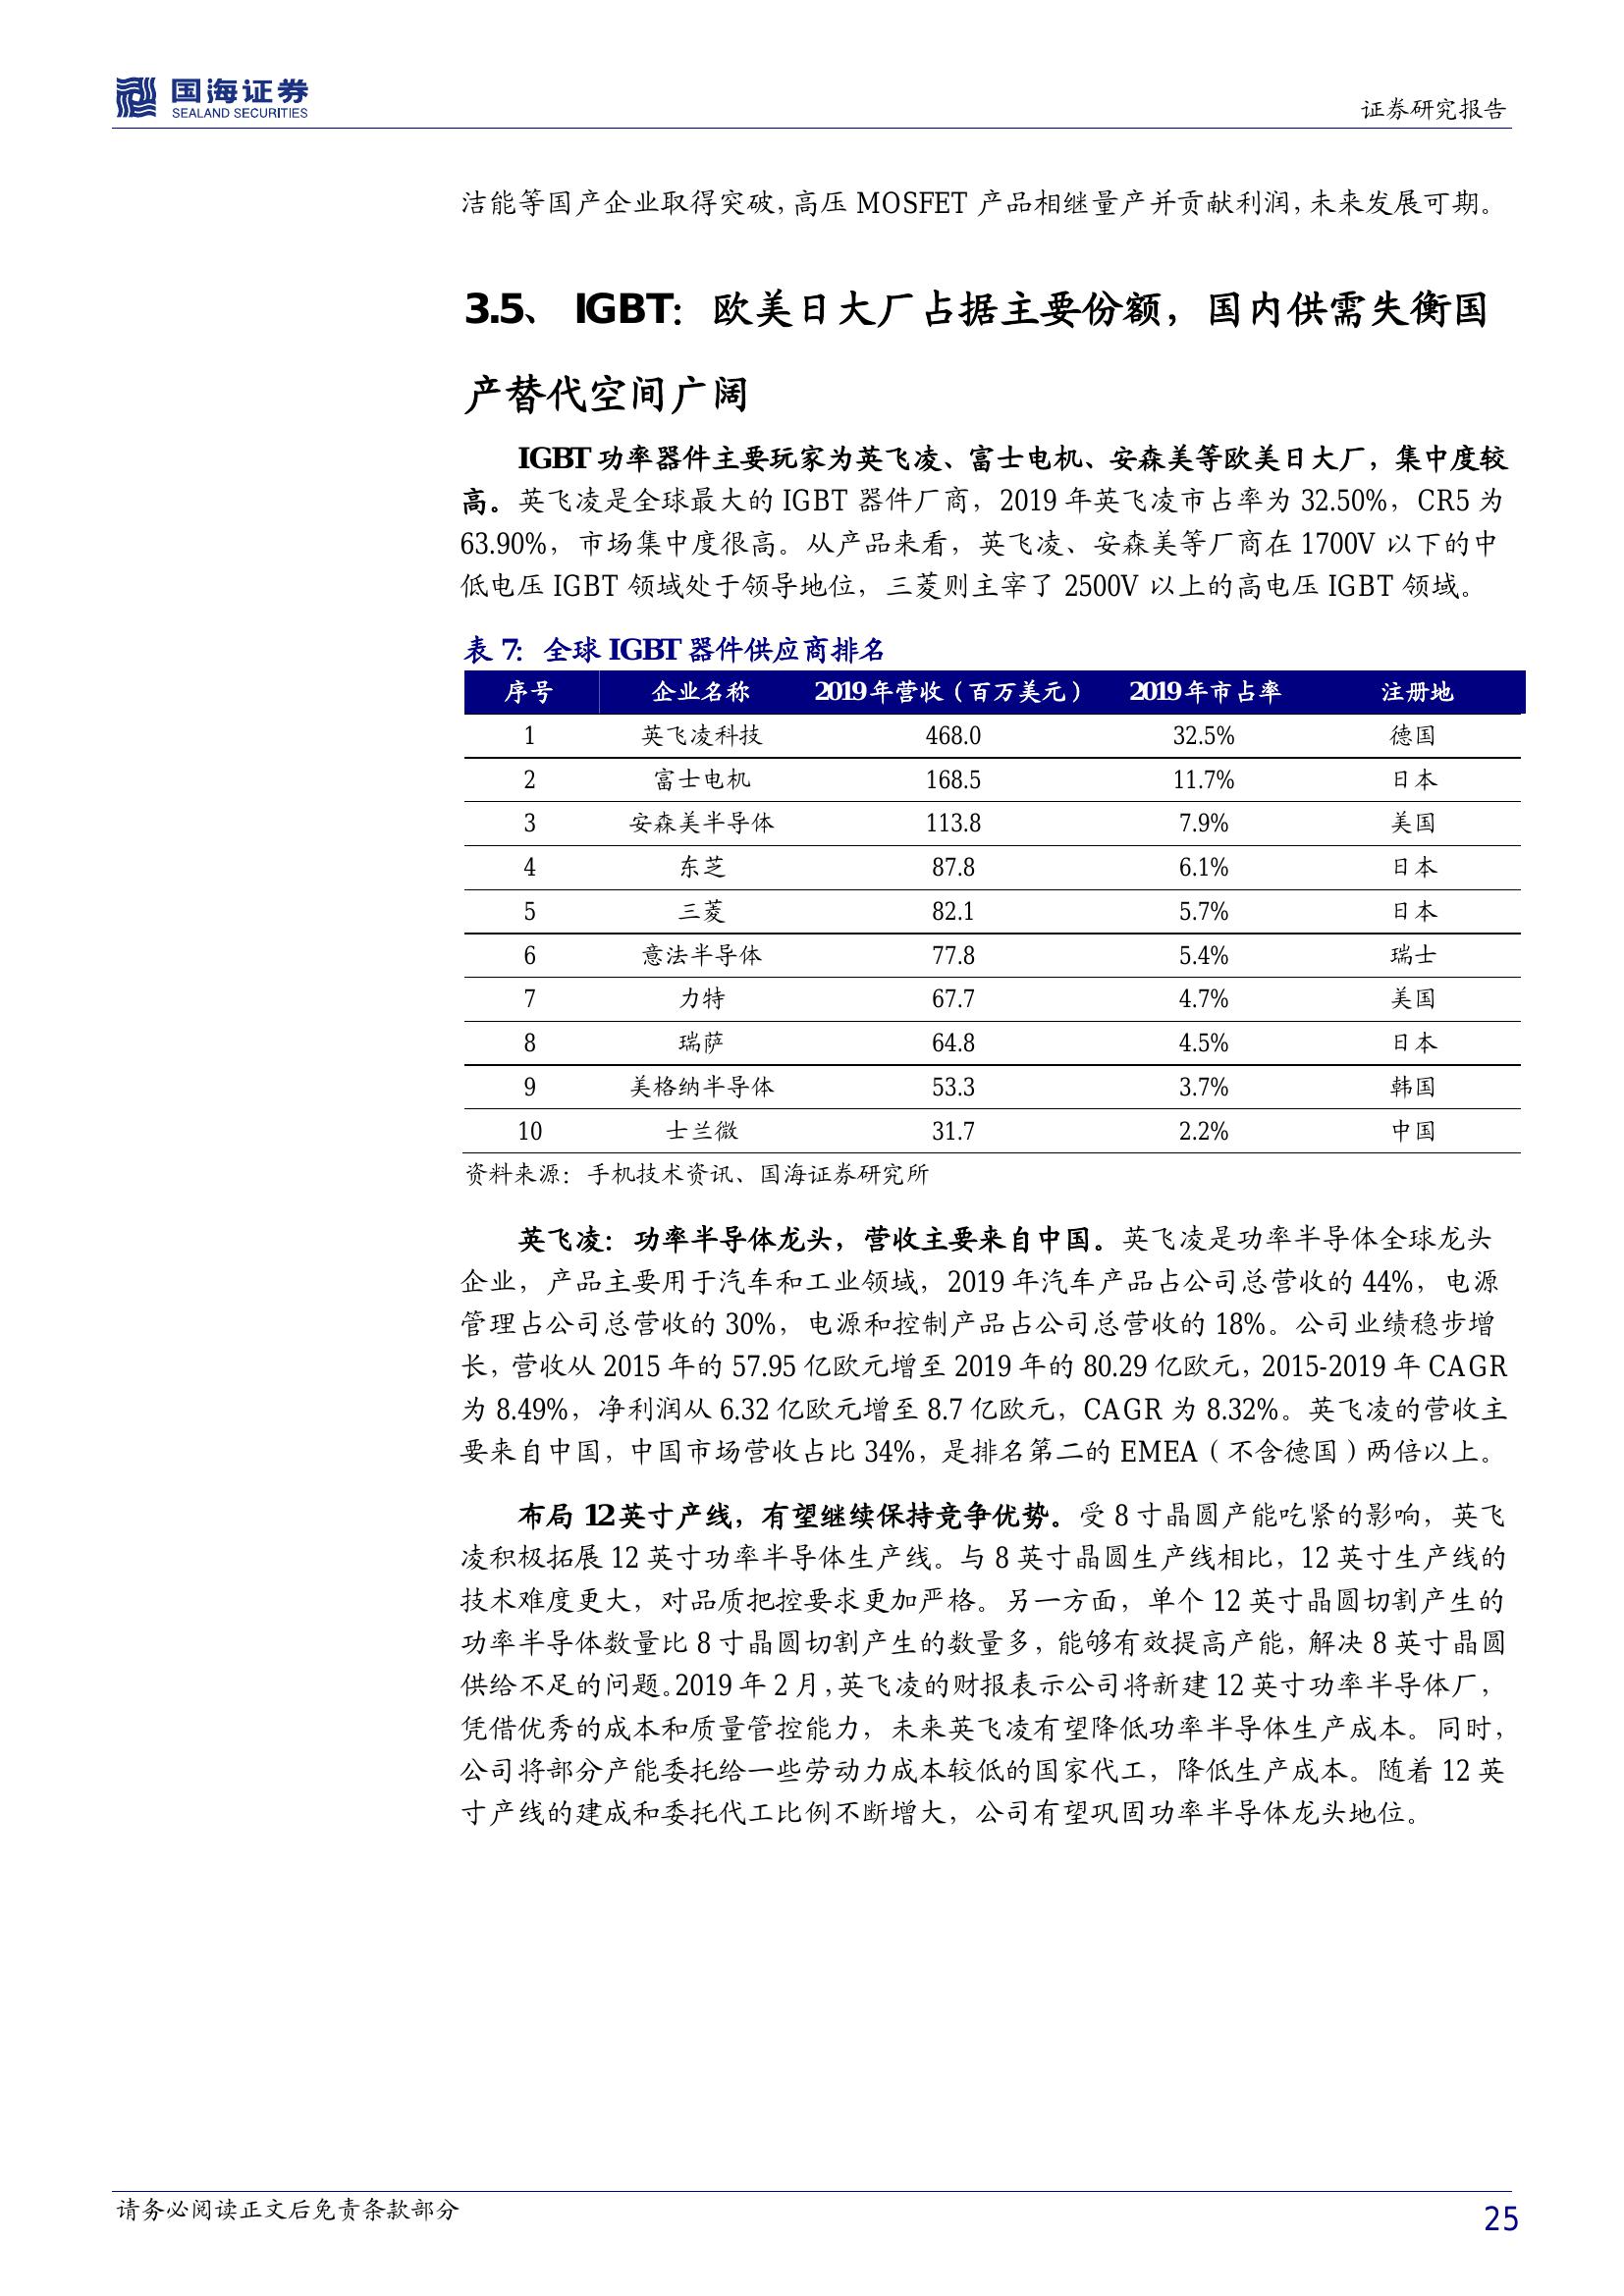 国海证券
SEALAND SECURITIES
证券研究报告
洁能等国产企业取得突破，高压 MOSFET 产品相继量产并贡献利润，未来发展可期。
3.5、 IGBT：欧美日大厂占据主要份额，国内供需失衡国
产替代空间广阔
IGBT 功率器件主要玩家为英飞凌、富士电机、安森美等欧美日大厂，集中度较
高。英飞凌是全球最大的 IGBT 器件厂商，2019 年英飞凌市占率为 32.50%，CR5 为
63.90%，市场集中度很高。从产品来看，英飞凌、安森美等厂商在 1700V 以下的中
低电压 IGBT 领域处于领导地位，三菱则主宰了 2500V 以上的高电压 IGBT 领域。
表 7：全球 IGBT 器件供应商排名
序号 企业名称 2019 年营收（百万美元） 2019 年市占率 注册地
1 英飞凌科技 468.0 32.5% 德国
2 富士电机 168.5 11.7% 日本
3 安森美半导体 113.8 7.9% 美国
4 东芝 87.8 6.1% 日本
5 三菱 82.1 5.7% 日本
6 意法半导体 77.8 5.4% 瑞士
7 力特 67.7 4.7% 美国
8 瑞萨 64.8 4.5% 日本
9 美格纳半导体 53.3 3.7% 韩国
10 士兰微 31.7 2.2% 中国
资料来源：手机技术资讯、国海证券研究所
英飞凌：功率半导体龙头，营收主要来自中国。英飞凌是功率半导体全球龙头
企业，产品主要用于汽车和工业领域，2019 年汽车产品占公司总营收的 44%，电源
管理占公司总营收的 30%，电源和控制产品占公司总营收的 18%。公司业绩稳步增
长，营收从 2015 年的 57.95 亿欧元增至 2019 年的 80.29 亿欧元，2015-2019 年 CAGR
为 8.49%，净利润从 6.32 亿欧元增至 8.7 亿欧元，CAGR 为 8.32%。英飞凌的营收主
要来自中国，中国市场营收占比 34%，是排名第二的 EMEA（不含德国）两倍以上。
布局 12 英寸产线，有望继续保持竞争优势。受 8 寸晶圆产能吃紧的影响，英飞
凌积极拓展 12 英寸功率半导体生产线。与 8 英寸晶圆生产线相比，12 英寸生产线的
技术难度更大，对品质把控要求更加严格。另一方面，单个 12 英寸晶圆切割产生的
功率半导体数量比 8 寸晶圆切割产生的数量多，能够有效提高产能，解决 8 英寸晶圆
供给不足的问题。2019 年 2 月，英飞凌的财报表示公司将新建 12 英寸功率半导体厂，
凭借优秀的成本和质量管控能力，未来英飞凌有望降低功率半导体生产成本。同时，
公司将部分产能委托给一些劳动力成本较低的国家代工，降低生产成本。随着 12 英
寸产线的建成和委托代工比例不断增大，公司有望巩固功率半导体龙头地位。
请务必阅读正文后免责条款部分
25